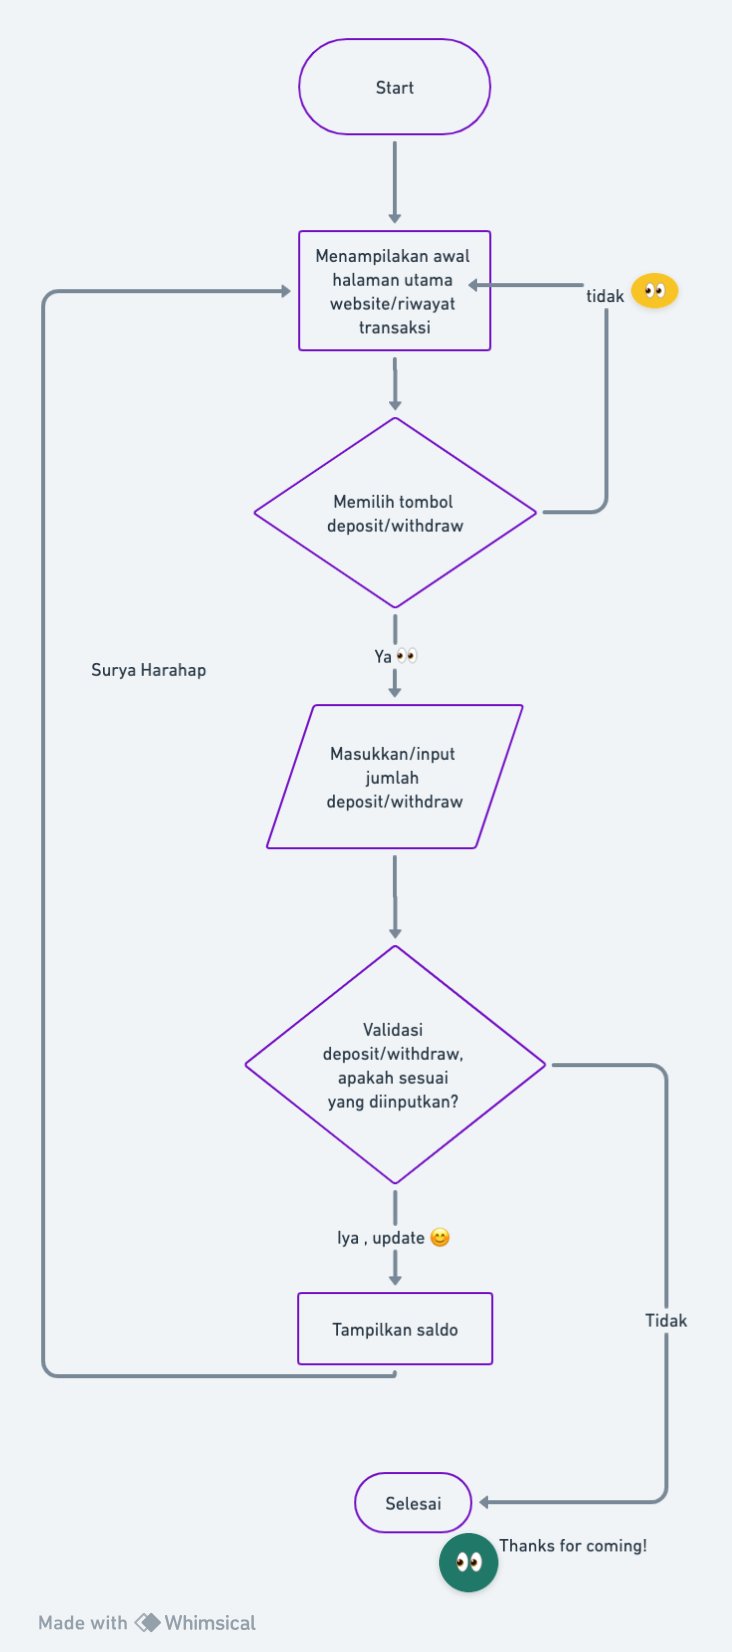 Start
Menampilakan awal
halaman utama
website/riwayat
transaksi
tidak 👀
Memilih tombol
deposit/withdraw
Ya 👀
Surya Harahap
Masukkan/input
jumlah
deposit/withdraw
Validasi
deposit/withdraw,
apakah sesuai
yang diinputkan?
Iya , update 😊
Tidak
Tampilkan saldo
Selesai
Thanks for coming!
👀
Made with Whimsical